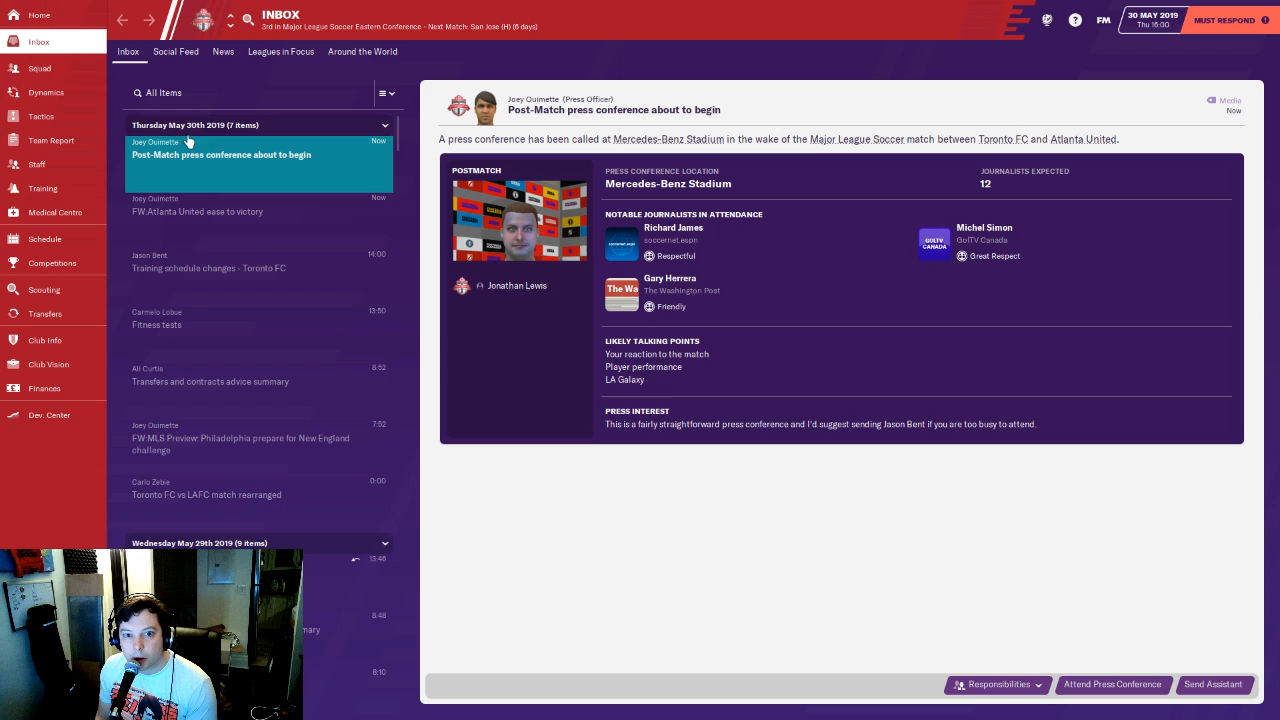 Home
Inbox
Squad
Dynamics
Tactics
Team Report
Staff
Training
Medical Centre
Schedule
Competitions
Scouting
Transfers
Club Info
Club Vision
Finances
Dev. Center
INBOX
3rd in Major League Soccer Eastern Conference - Next Match: San Jose (H) (6 days)
?
FM
30 MAY 2019
Thu 16:00
MUST RESPOND
Inbox
Social Feed
News
Leagues in Focus
Around the World
All Items
Thursday May 30th 2019 (7 items)
Joey Ouimette
Now
Post-Match press conference about to begin
Joey Ouimette
Now
FW:Atlanta United ease to victory
Jason Bent
14:00
Training schedule changes - Toronto FC
Carmelo Lobue
13:50
Fitness tests
Ali Curtis
8:52
Transfers and contracts advice summary
Joey Ouimette
7:52
FW:MLS Preview: Philadelphia prepare for New England
challenge
Carlo Zebie
0:00
Toronto FC vs LAFC match rearranged
Wednesday May 29th 2019 (9 items)
13:46
8:48
mary
8:10
Joey Ouimette (Press Officer)
Post-Match press conference about to begin
Media
Now
A press conference has been called at Mercedes-Benz Stadium in the wake of the Major League Soccer match between Toronto FC and Atlanta United.
POSTMATCH
Jonathan Lewis
PRESS CONFERENCE LOCATION
Mercedes-Benz Stadium
JOURNALISTS EXPECTED
12
NOTABLE JOURNALISTS IN ATTENDANCE
Richard James
soccernet.espn
Respectful
GOLTV
CANADA
Michel Simon
GolTV Canada
Great Respect
The Wa
Gary Herrera
The Washington Post
Friendly
LIKELY TALKING POINTS
Your reaction to the match
Player performance
LA Galaxy
PRESS INTEREST
This is a fairly straightforward press conference and I'd suggest sending Jason Bent if you are too busy to attend.
Responsibilities
Attend Press Conference
Send Assistant